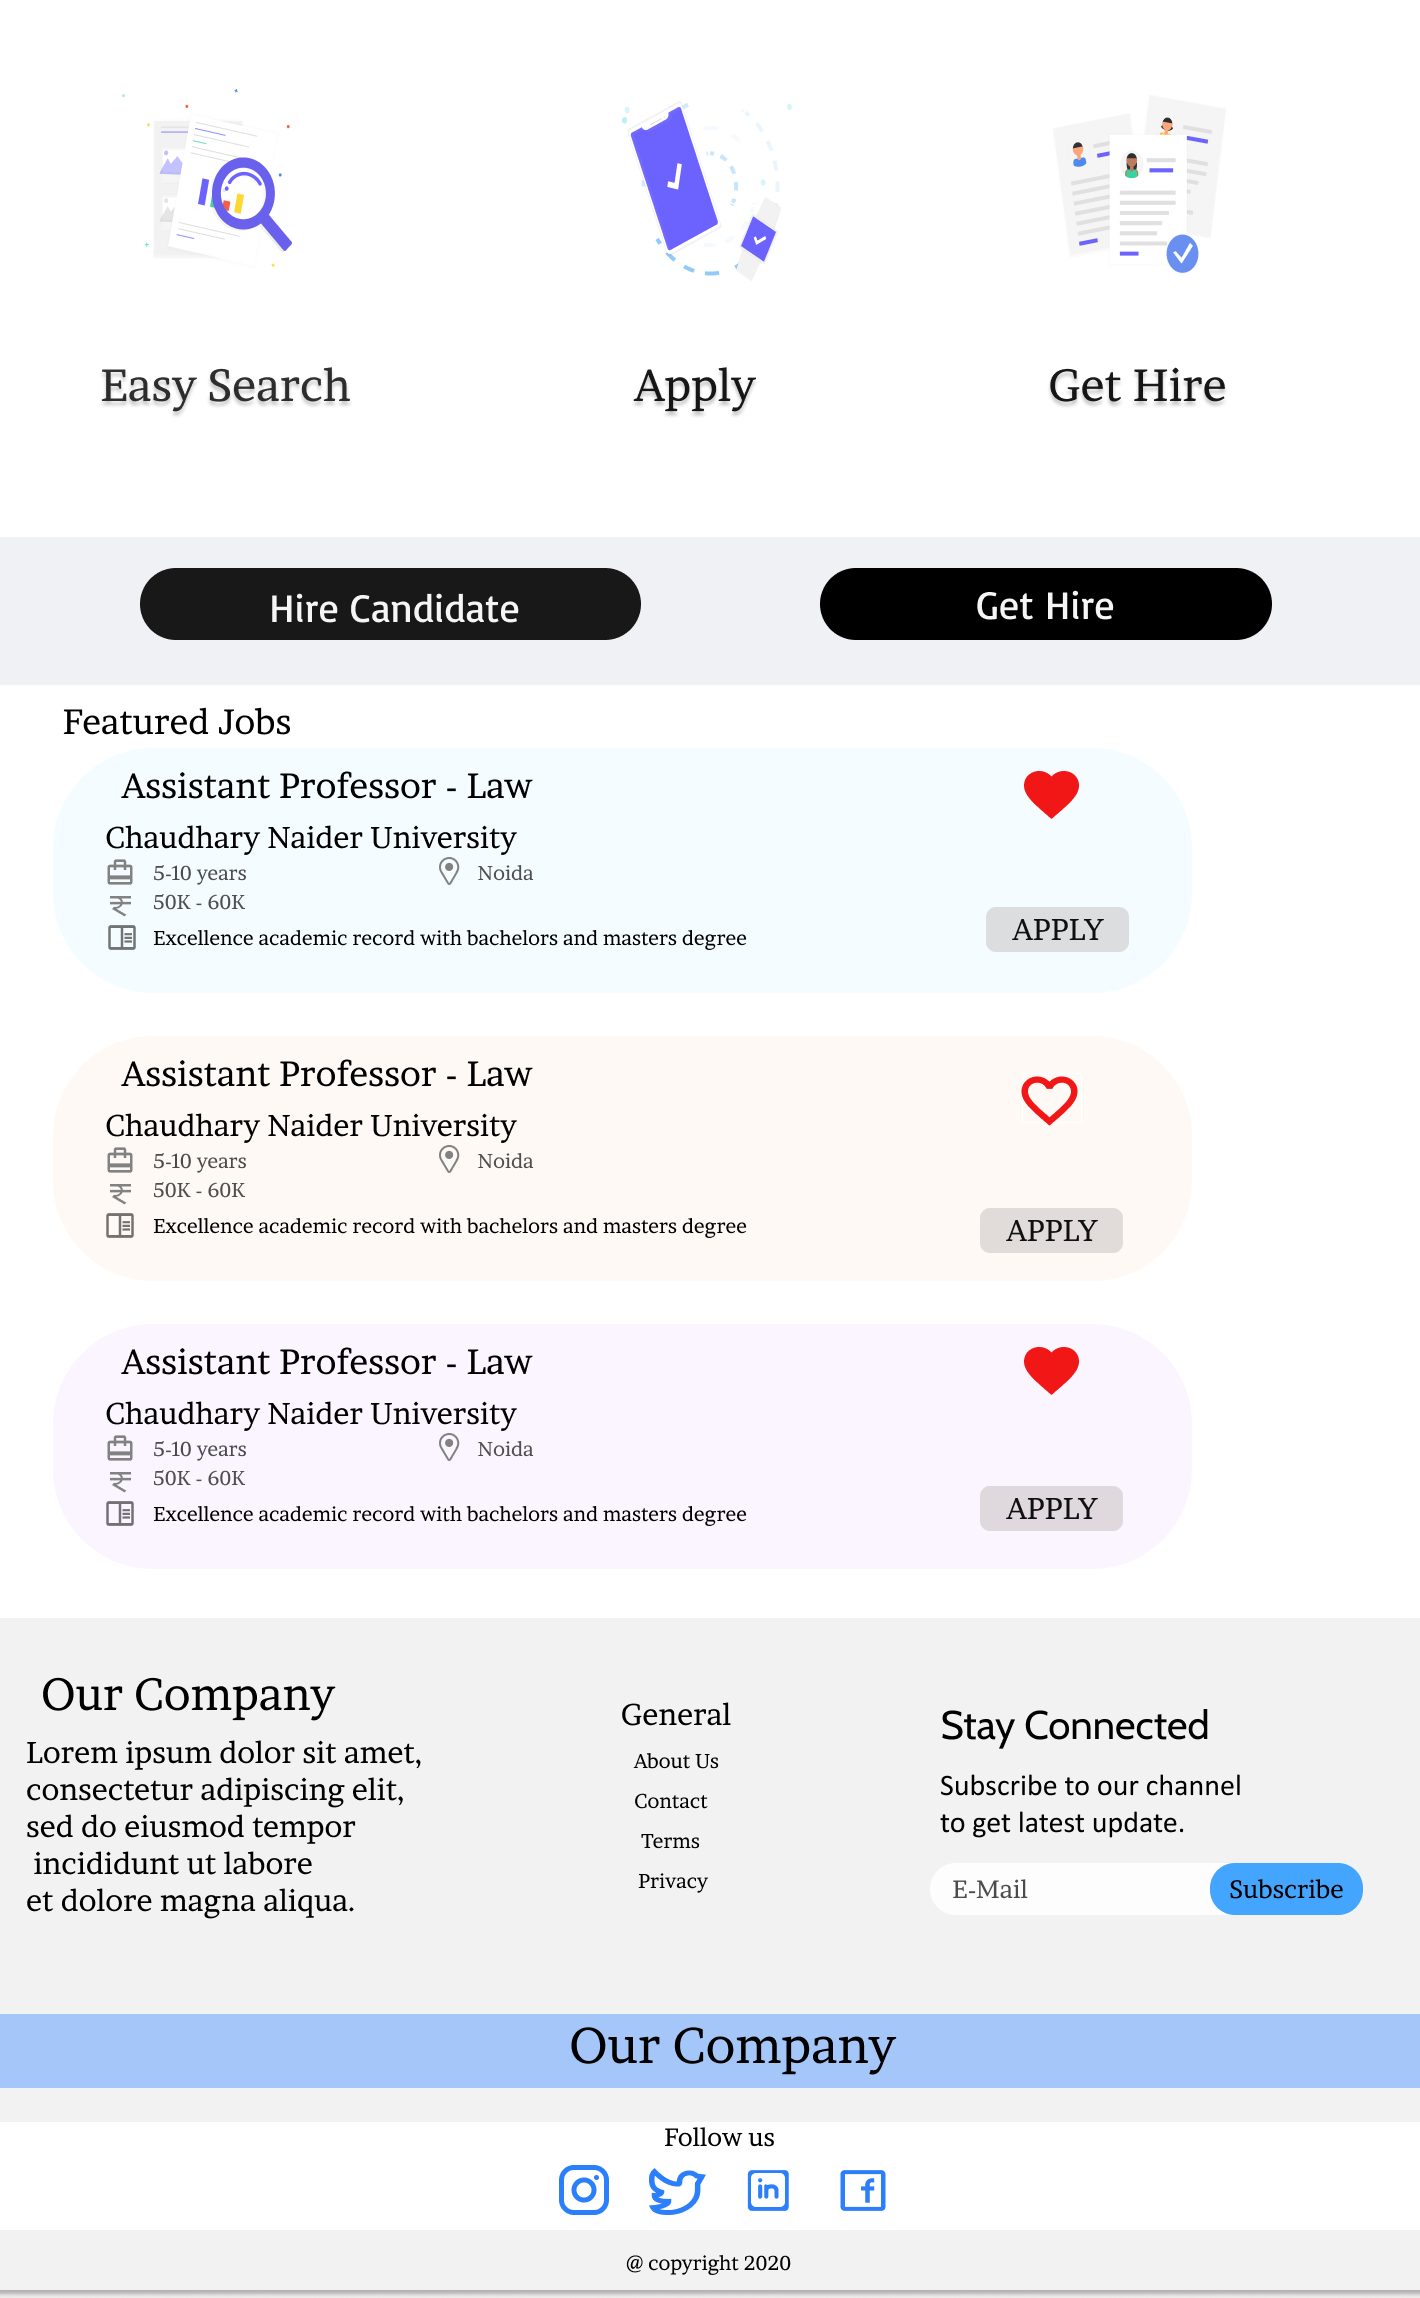 Easy Search
Apply
Get Hire
Hire Candidate
Get Hire
Featured Jobs
Assistant Professor - Law
Chaudhary Naider University
5-10 years
Noida
50K - 60K
Excellence academic record with bachelors and masters degree
APPLY
Assistant Professor - Law
Chaudhary Naider University
5-10 years
Noida
50K - 60K
Excellence academic record with bachelors and masters degree
APPLY
Assistant Professor - Law
Chaudhary Naider University
5-10 years
Noida
50K - 60K
Excellence academic record with bachelors and masters degree
APPLY
Our Company
Lorem ipsum dolor sit amet,
consectetur adipiscing elit,
sed do eiusmod tempor
incididunt ut labore
et dolore magna aliqua.
General
About Us
Contact
Terms
Privacy
Stay Connected
Subscribe to our channel
to get latest update.
E-Mail
Subscribe
Our Company
Follow us
@ copyright 2020